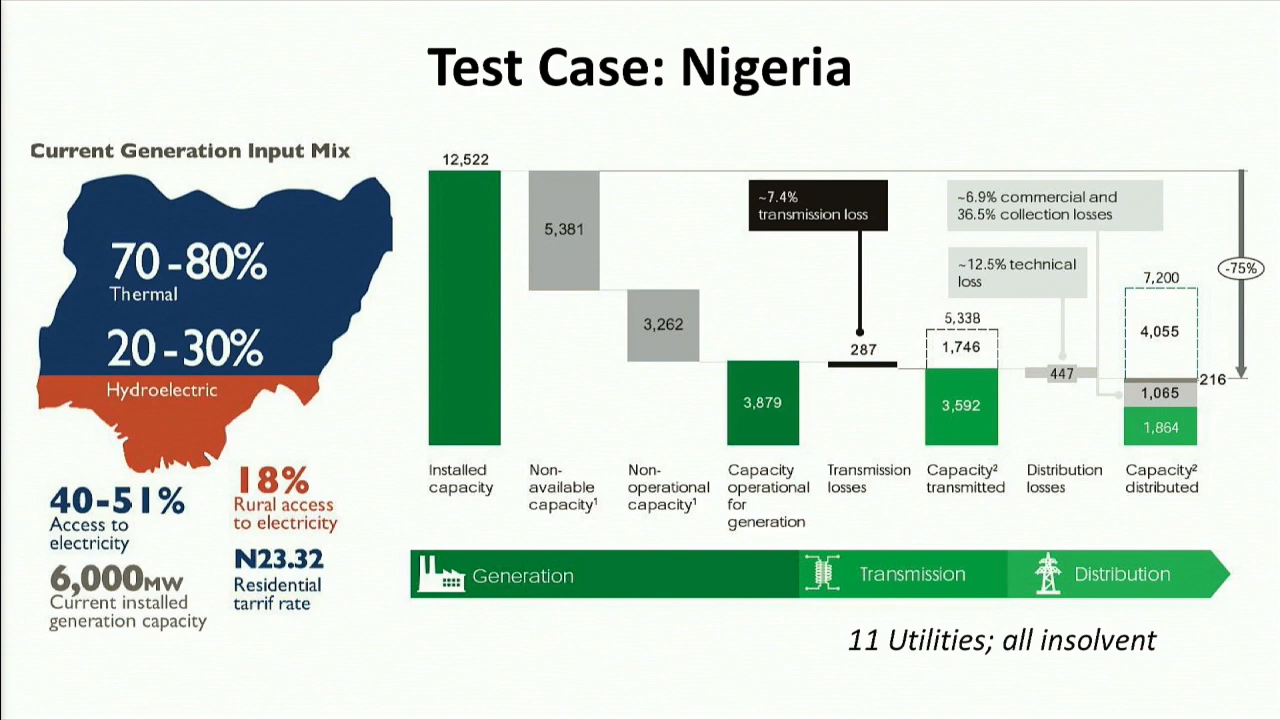 Test Case: Nigeria
Current Generation Input Mix
70-80%
Thermal
20-30%
Hydroelectric
40-51%
Access to
electricity
18%
Rural access
to electricity
6,000MW
Current installed
generation capacity
N23.32
Residential
tarrif rate
12,522
5,381
3,262
3,879
~7.4%
transmission loss
287
5,338
1,746
3,592
~6.9% commercial and
36.5% collection losses
~12.5% technical
loss
447
7,200
4,055
216
1,065
1,864
-75%
Installed
capacity
Non-
available
capacity¹
Non-
operational
capacity¹
Capacity
operational
for
generation
Transmission
losses
Capacity²
transmitted
Distribution
losses
Capacity²
distributed
Generation
Transmission
Distribution
11 Utilities; all insolvent